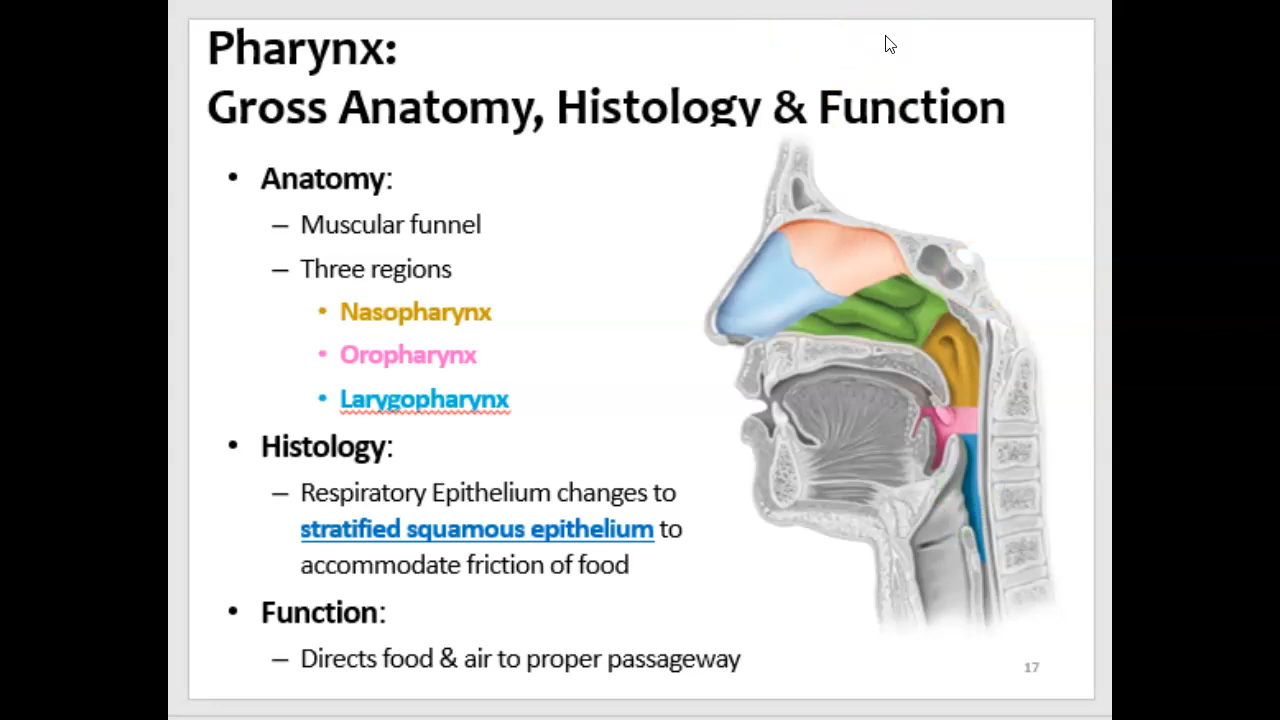 Pharynx:
Gross Anatomy, Histology & Function
• Anatomy:
– Muscular funnel
– Three regions
• Nasopharynx
• Oropharynx
• Larygopharynx
• Histology:
– Respiratory Epithelium changes to
stratified squamous epithelium to
accommodate friction of food
• Function:
– Directs food & air to proper passageway
17